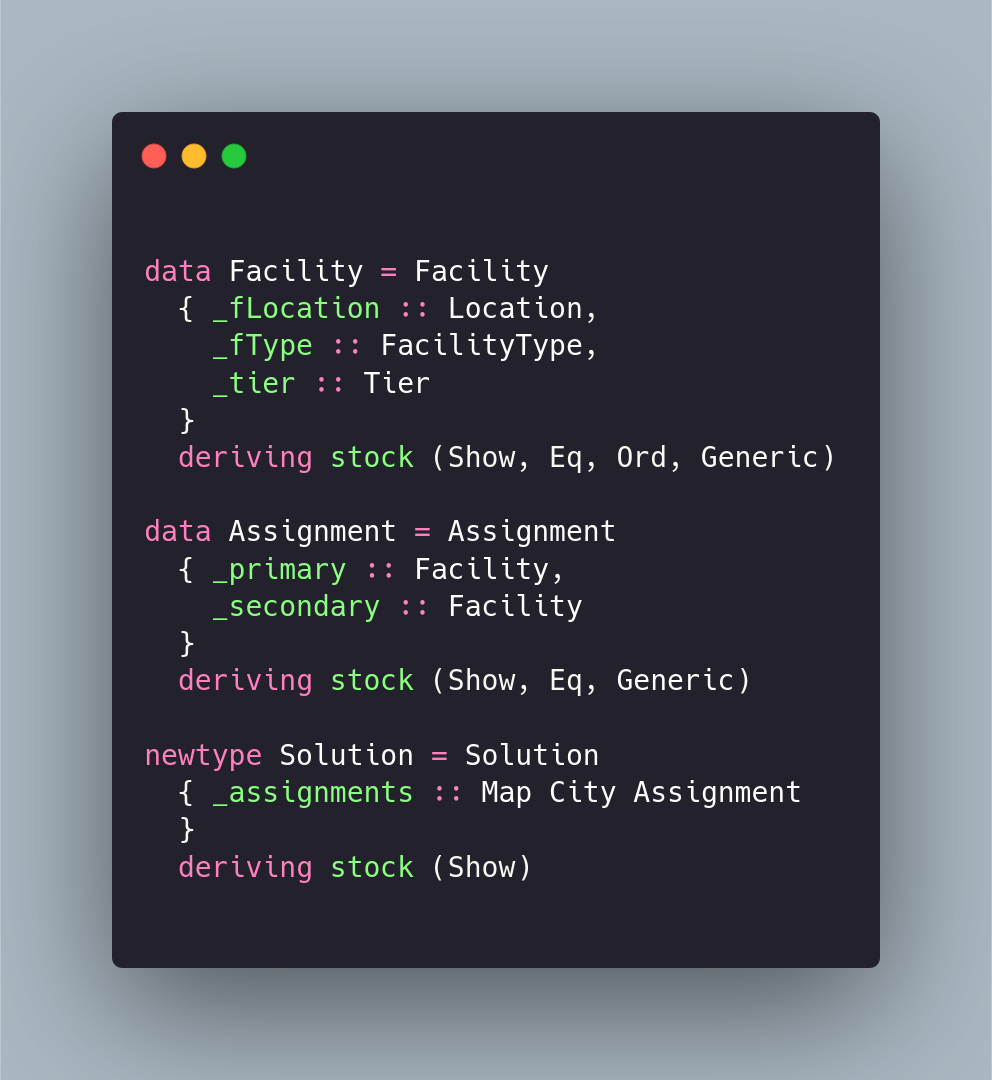 data Facility = Facility
  { _fLocation :: Location,
    _fType :: FacilityType,
    _tier :: Tier
  }
  deriving stock (Show, Eq, Ord, Generic)

data Assignment = Assignment
  { _primary :: Facility,
    _secondary :: Facility
  }
  deriving stock (Show, Eq, Generic)

newtype Solution = Solution
  { _assignments :: Map City Assignment
  }
  deriving stock (Show)